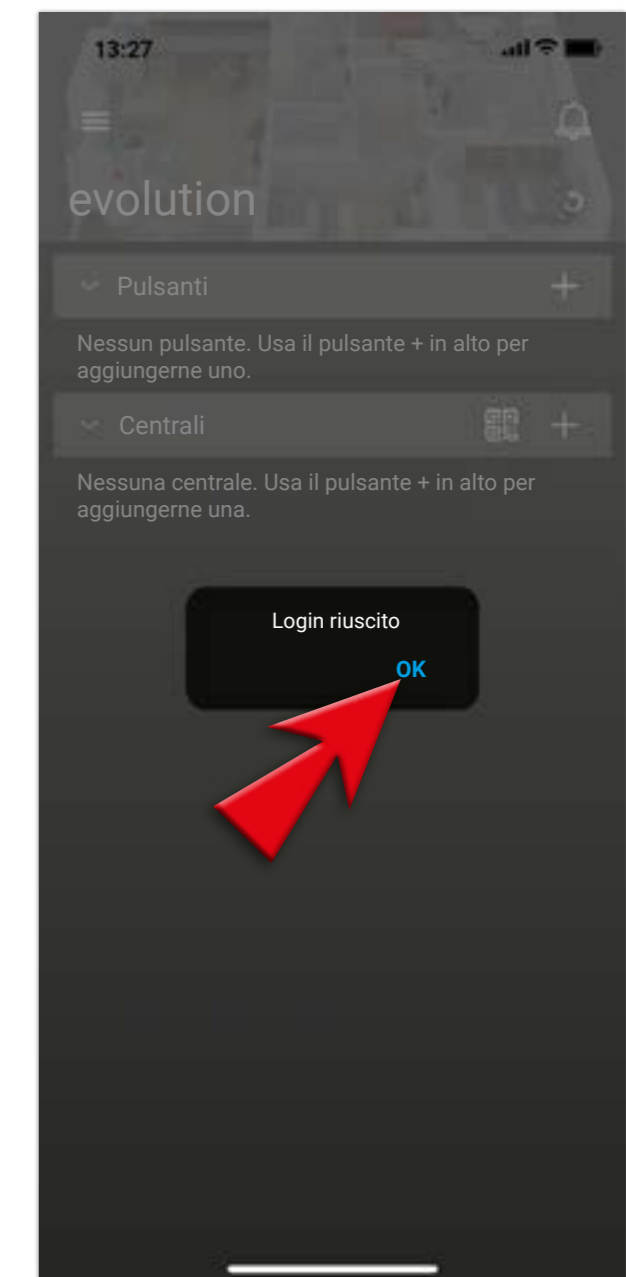 13:27
evolution
Pulsanti
Nessun pulsante. Usa il pulsante + in alto per
aggiungerne uno.
Centrali
Nessuna centrale. Usa il pulsante + in alto per
aggiungerne una.
Login riuscito
OK